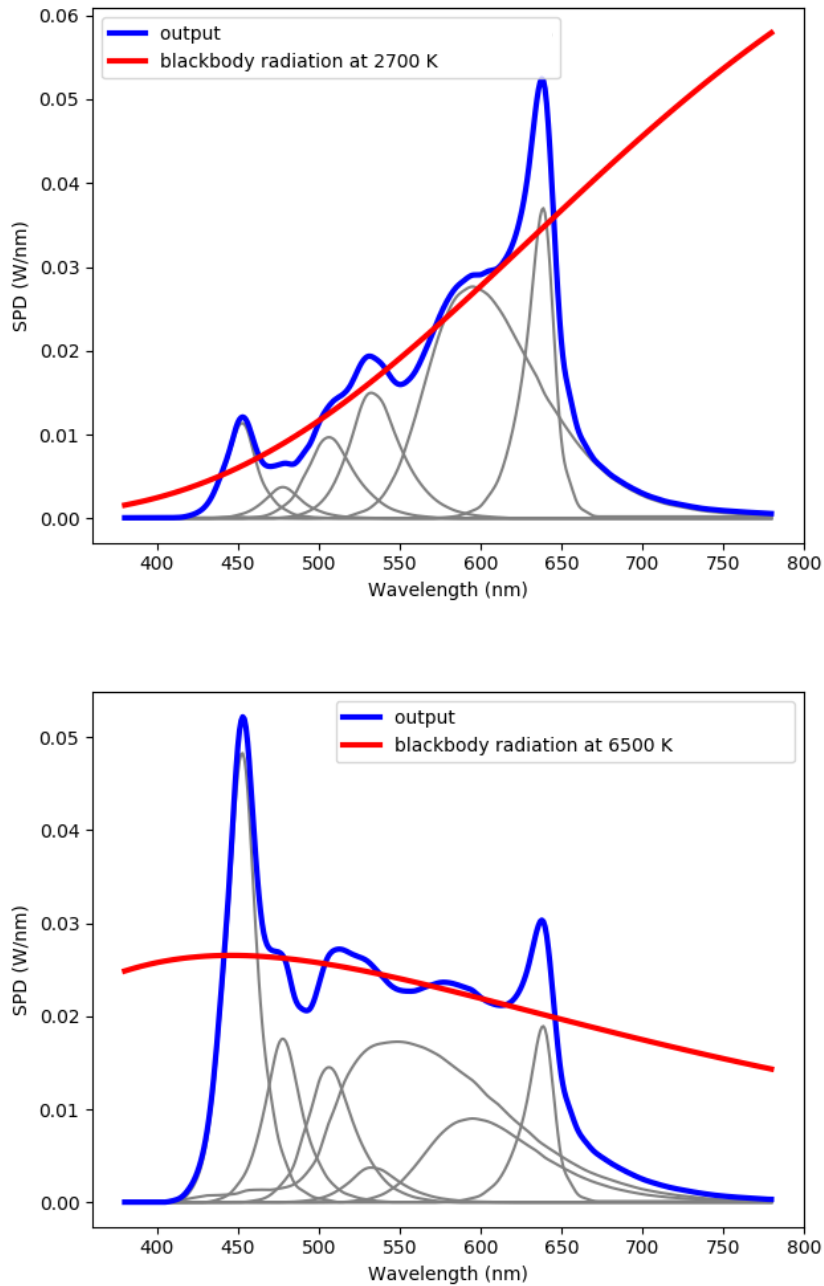 0.06
output
blackbody radiation at 2700 K
0.05
0.04
SPD (W/nm)
0.03
0.02
0.01
0.00
400 450 500 550 600 650 700 750 800
Wavelength (nm)
output
blackbody radiation at 6500 K
0.05
0.04
0.03
SPD (W/nm)
0.02
0.01
0.00
400 450 500 550 600 650 700 750 800
Wavelength (nm)